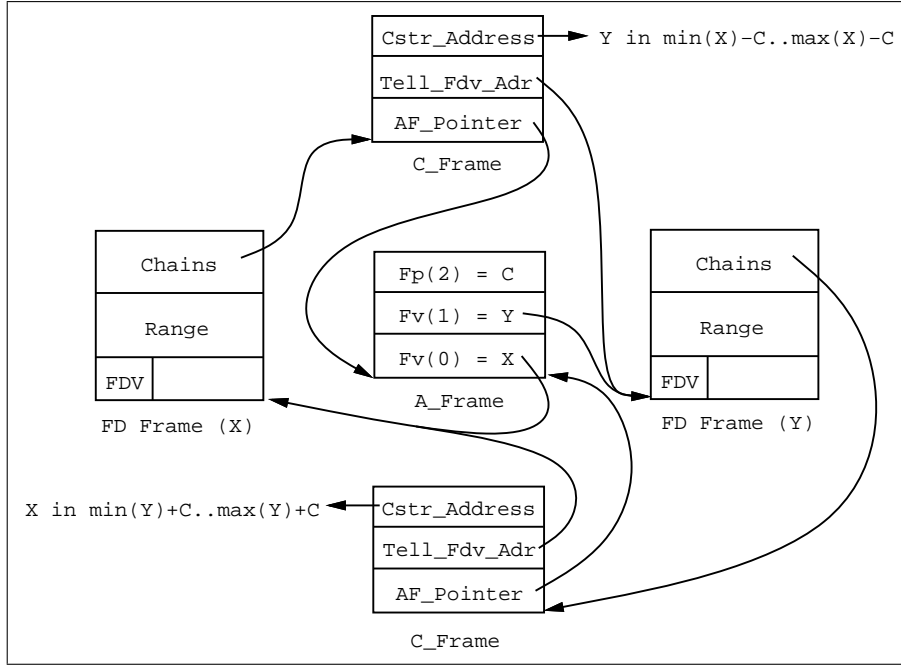 Cstr_Address
Y in min(X)−C..max(X)−C
Tell_Fdv_Adr
AF_Pointer
C_Frame
Chains
Range
FDV
FD Frame (X)
Fp(2) = C
Fv(1) = Y
Fv(0) = X
A_Frame
Chains
Range
FDV
FD Frame (Y)
X in min(Y)+C..max(Y)+C
Cstr_Address
Tell_Fdv_Adr
AF_Pointer
C_Frame